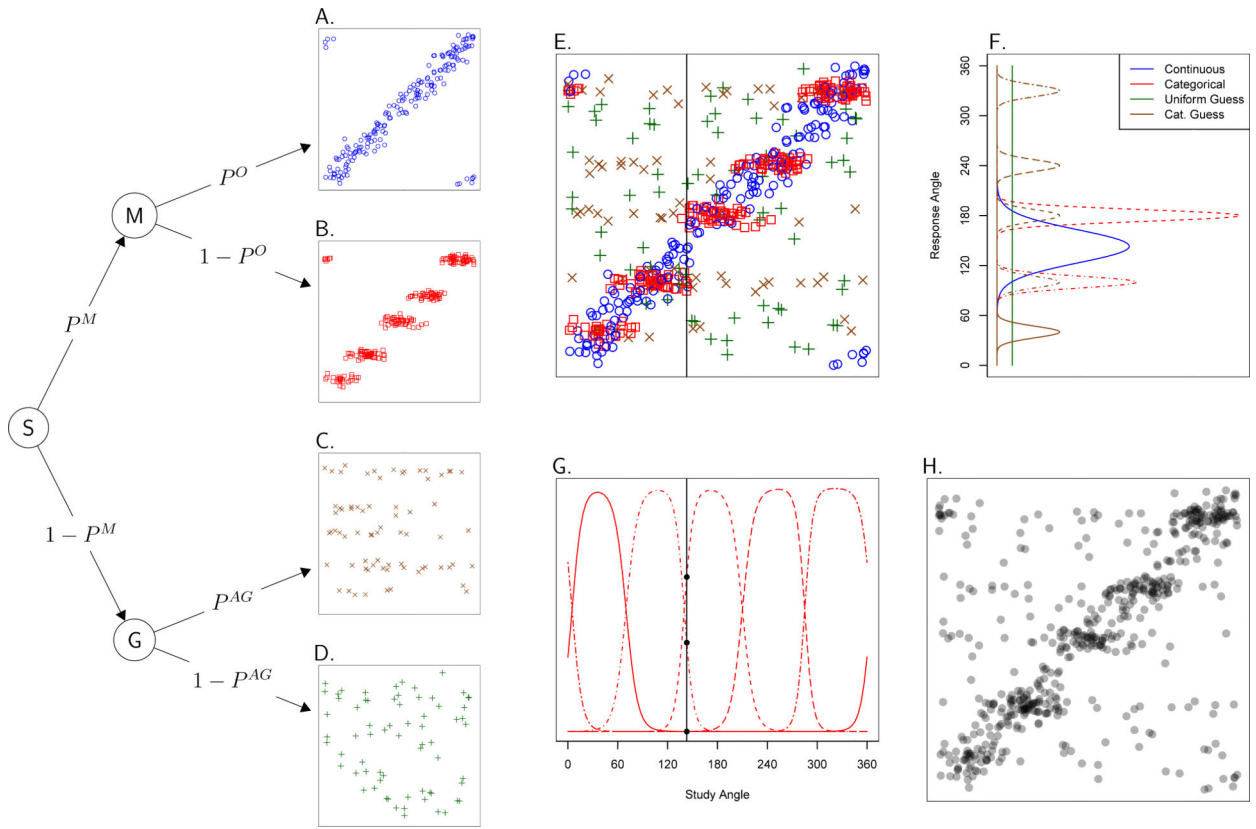 A.
B.
C.
D.
S
M
G
P^M
1 − P^M
P^O
1 − P^O
P^AG
1 − P^AG
E.
F.
Response Angle
0 60 120 180 240 300 360
Continuous
Categorical
Uniform Guess
Cat. Guess
G.
0 60 120 180 240 300 360
Study Angle
H.